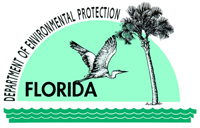 DEPARTMENT OF ENVIRONMENTAL PROTECTION
FLORIDA